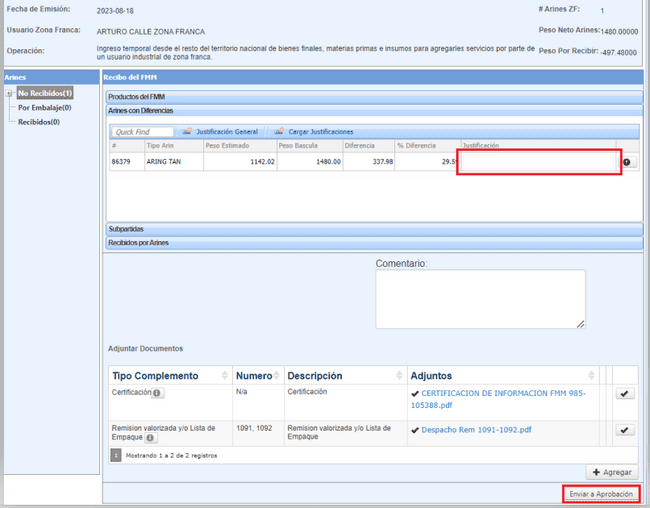 Fecha de Emisión: 2023-08-18 # Arines ZF: 1
Usuario Zona Franca: ARTURO CALLE ZONA FRANCA Peso Neto Arines: 1480.00000
Operación: Ingreso temporal desde el resto del territorio nacional de bienes finales, materias primas e insumos para agregarles servicios por parte de Peso Por Recibir: -497.48000
un usuario industrial de zona franca.
Arines
No Recibidos(1)
Por Embalaje(0)
Recibidos(0)
Recibo del FMM
Productos del FMM
Arines con Diferencias
Quick Find Justificación General Cargar Justificaciones
# Tipo Arin Peso Estimado Peso Bascula Diferencia % Diferencia Justificación
86379 ARING TAN 1142.02 1480.00 337.98 29.59
Subpartidas
Recibidos por Arines
Comentario:
Adjuntar Documentos
Tipo Complemento Numero Descripción Adjuntos
Certificación N/a Certificación CERTIFICACION DE INFORMACION FMM 985-
105388.pdf
Remision valorizada y/o Lista de 1091, 1092 Remision valorizada y/o Lista de Despacho Rem 1091-1092.pdf
Empaque Empaque
1 Mostrando 1 a 2 de 2 registros
+ Agregar
Enviar a Aprobación